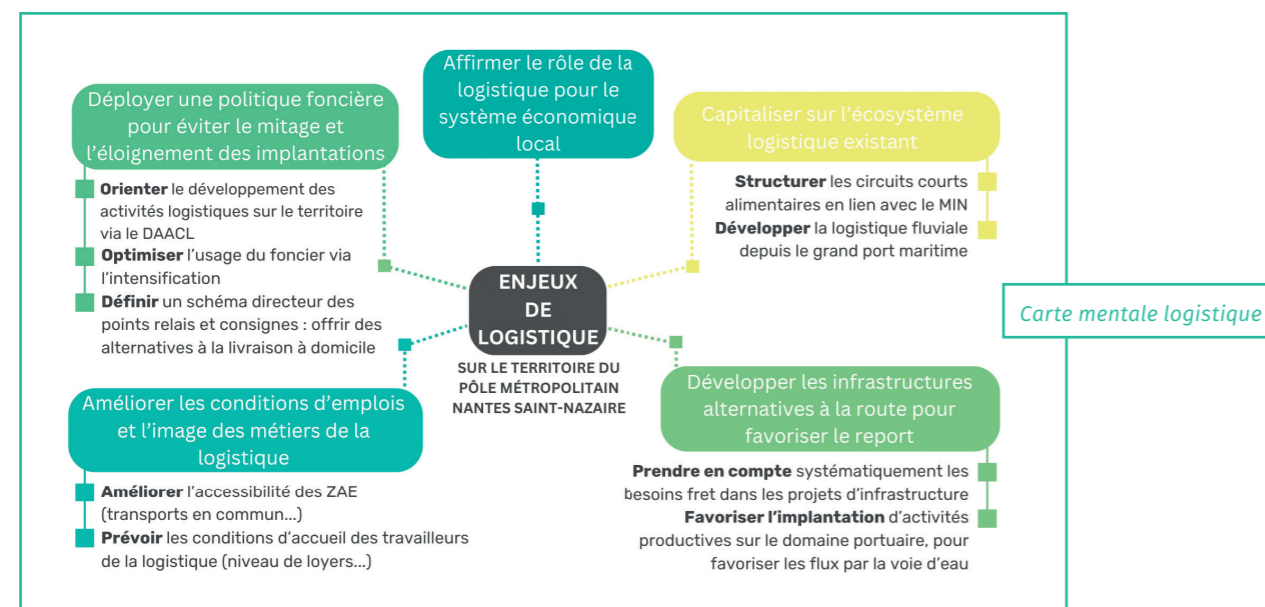 Affirmer le rôle de la
logistique pour le
système économique
local
Déployer une politique foncière
pour éviter le mitage et
l'éloignement des implantations
Orienter le développement des
activités logistiques sur le territoire
via le DAACL
Optimiser l'usage du foncier via
l'intensification
Définir un schéma directeur des
points relais et consignes : offrir des
alternatives à la livraison à domicile
Capitaliser sur l'écosystème
logistique existant
Structurer les circuits courts
alimentaires en lien avec le MIN
Développer la logistique fluviale
depuis le grand port maritime
ENJEUX
DE
LOGISTIQUE
SUR LE TERRITOIRE DU
PÔLE MÉTROPOLITAIN
NANTES SAINT-NAZAIRE
Carte mentale logistique
Améliorer les conditions d'emplois
et l'image des métiers de la
logistique
Améliorer l'accessibilité des ZAE
(transports en commun...)
Prévoir les conditions d'accueil des travailleurs
de la logistique (niveau de loyers...)
Développer les infrastructures
alternatives à la route pour
favoriser le report
Prendre en compte systématiquement les
besoins fret dans les projets d'infrastructure
Favoriser l'implantation d'activités
productives sur le domaine portuaire, pour
favoriser les flux par la voie d'eau